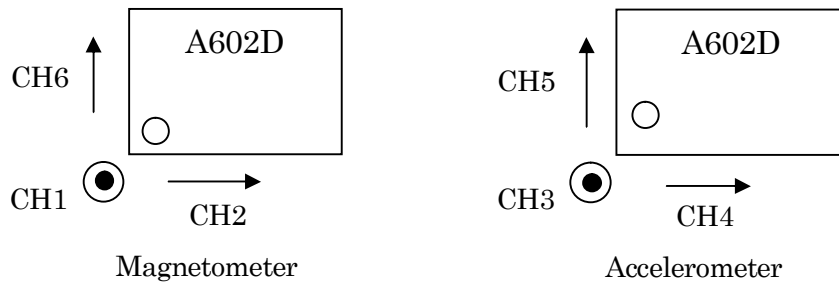 A602D
CH6
CH1
CH2
Magnetometer
A602D
CH5
CH3
CH4
Accelerometer